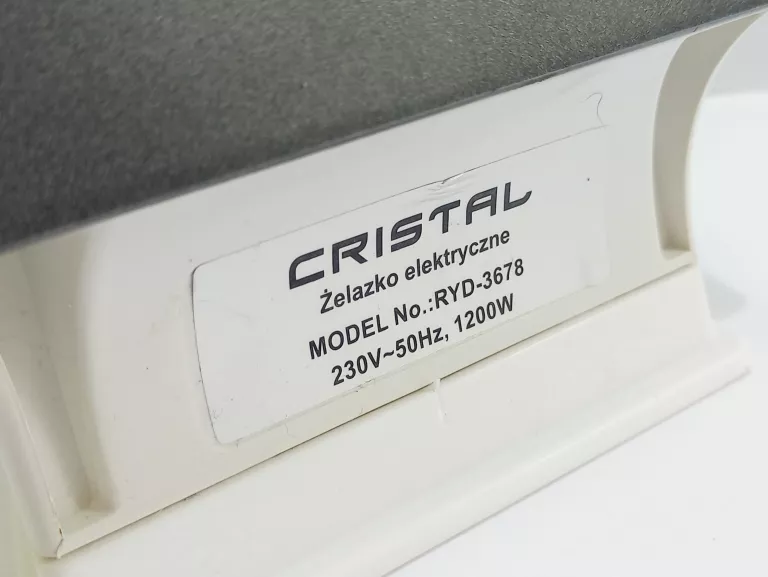 CRISTAL
Żelazko elektryczne
MODEL No.:RYD-3678
230V~50Hz, 1200W